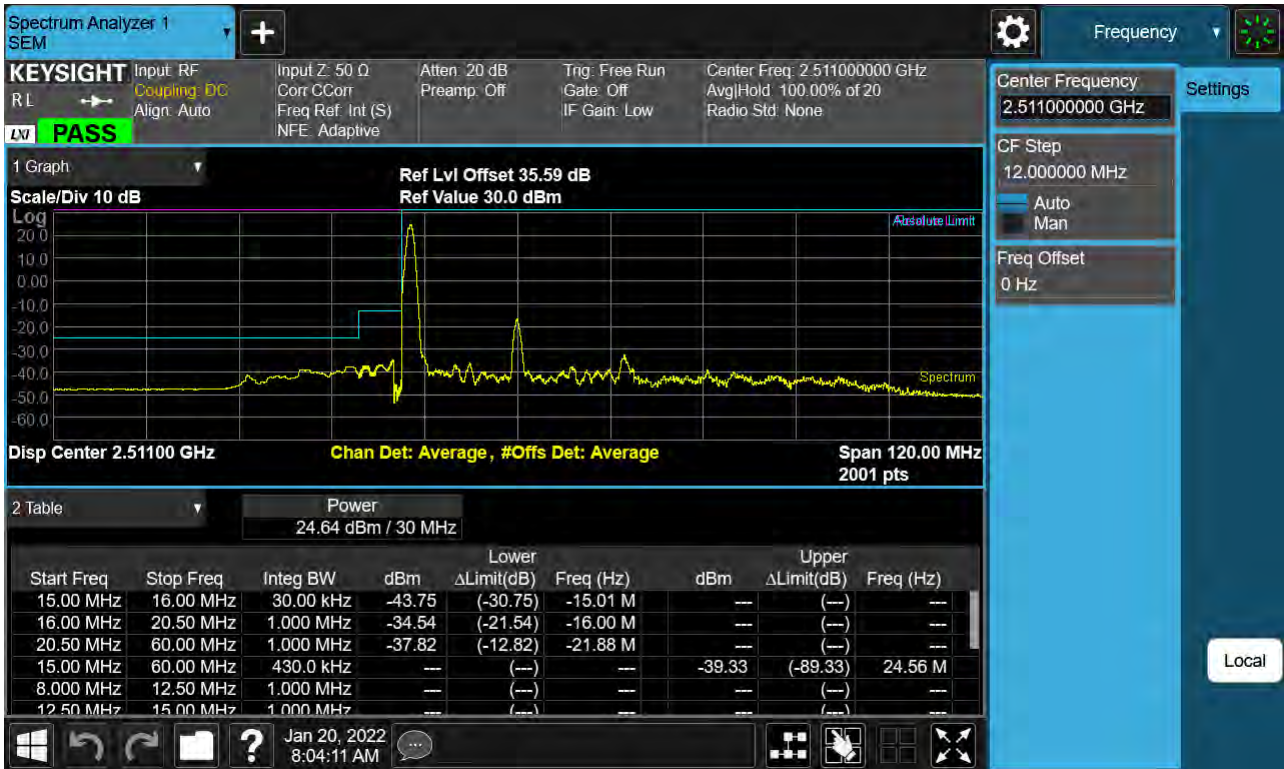 Spectrum Analyzer 1
SEM
Frequency
KEYSIGHT
R L
LXI PASS
Input: RF
Coupling: DC
Align: Auto
Input Z: 50 Ω
Corr CCorr
Freq Ref: Int (S)
NFE: Adaptive
Atten: 20 dB
Preamp: Off
Trig: Free Run
Gate: Off
IF Gain: Low
Center Freq: 2.511000000 GHz
Avg|Hold: 100.00% of 20
Radio Std: None
Center Frequency
2.511000000 GHz
Settings
CF Step
12.000000 MHz
Auto
Man
Freq Offset
0 Hz
1 Graph
Scale/Div 10 dB
Ref Lvl Offset 35.59 dB
Ref Value 30.0 dBm
Log
20.0
10.0
0.00
-10.0
-20.0
-30.0
-40.0
-50.0
-60.0
Limit
Spectrum
Disp Center 2.51100 GHz
Chan Det: Average, #Offs Det: Average
Span 120.00 MHz
2001 pts
2 Table
Power
24.64 dBm / 30 MHz
Lower Upper
Start Freq Stop Freq Integ BW dBm ΔLimit(dB) Freq (Hz) dBm ΔLimit(dB) Freq (Hz)
15.00 MHz 16.00 MHz 30.00 kHz -43.75 (-30.75) -15.01 M --- (---) ---
16.00 MHz 20.50 MHz 1.000 MHz -34.54 (-21.54) -16.00 M --- (---) ---
20.50 MHz 60.00 MHz 1.000 MHz -37.82 (-12.82) -21.88 M --- (---) ---
15.00 MHz 60.00 MHz 430.0 kHz --- (---) --- -39.33 (-89.33) 24.56 M
8.000 MHz 12.50 MHz 1.000 MHz --- (---) --- --- (---) ---
12.50 MHz 15.00 MHz 1.000 MHz --- (---) --- --- (---) ---
Local
?
Jan 20, 2022
8:04:11 AM